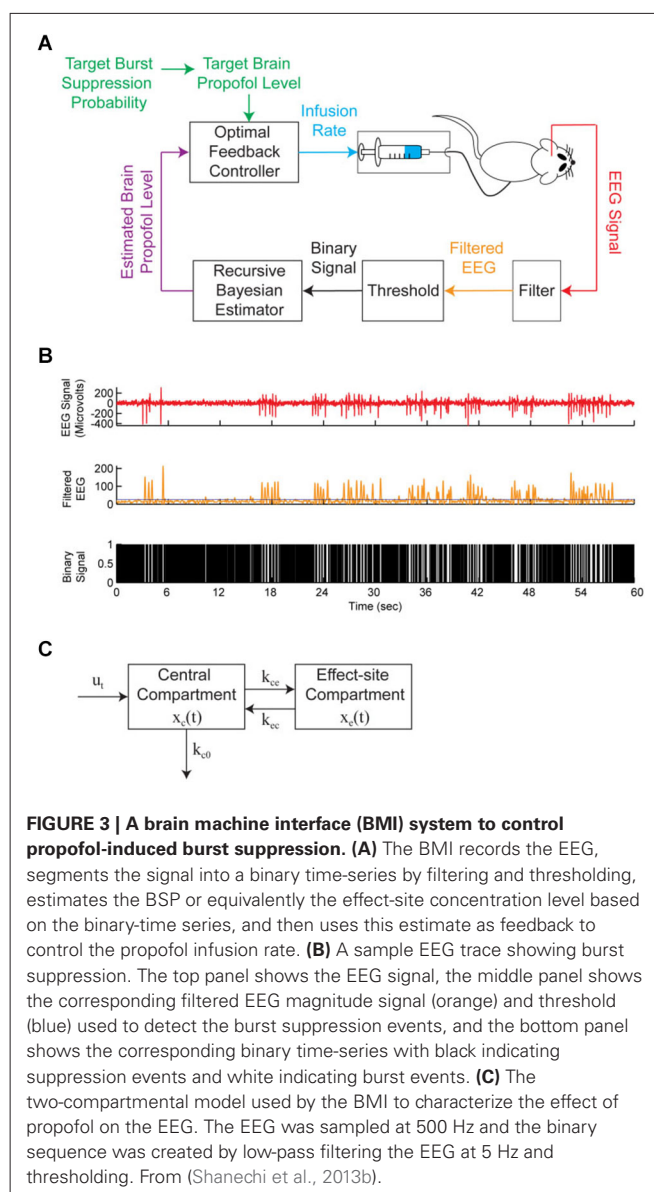 A
Target Burst
Suppression
Probability
Target Brain
Propofol Level
Infusion
Rate
Optimal
Feedback
Controller
Estimated Brain
Propofol Level
EEG Signal
Binary
Signal
Filtered
EEG
Recursive
Bayesian
Estimator
Threshold
Filter
B
EEG Signal
(Microvolts)
200
0
-200
-400
Filtered
EEG
200
100
0
Binary
Signal
1
0.5
0
0 6 12 18 24 30 36 42 48 54 60
Time (sec)
C
u_t
Central
Compartment
x_c(t)
k_ce
k_ec
Effect-site
Compartment
x_e(t)
k_c0
FIGURE 3 | A brain machine interface (BMI) system to control
propofol-induced burst suppression. (A) The BMI records the EEG,
segments the signal into a binary time-series by filtering and thresholding,
estimates the BSP or equivalently the effect-site concentration level based
on the binary-time series, and then uses this estimate as feedback to
control the propofol infusion rate. (B) A sample EEG trace showing burst
suppression. The top panel shows the EEG signal, the middle panel shows
the corresponding filtered EEG magnitude signal (orange) and threshold
(blue) used to detect the burst suppression events, and the bottom panel
shows the corresponding binary time-series with black indicating
suppression events and white indicating burst events. (C) The
two-compartmental model used by the BMI to characterize the effect of
propofol on the EEG. The EEG was sampled at 500 Hz and the binary
sequence was created by low-pass filtering the EEG at 5 Hz and
thresholding. From (Shanechi et al., 2013b).